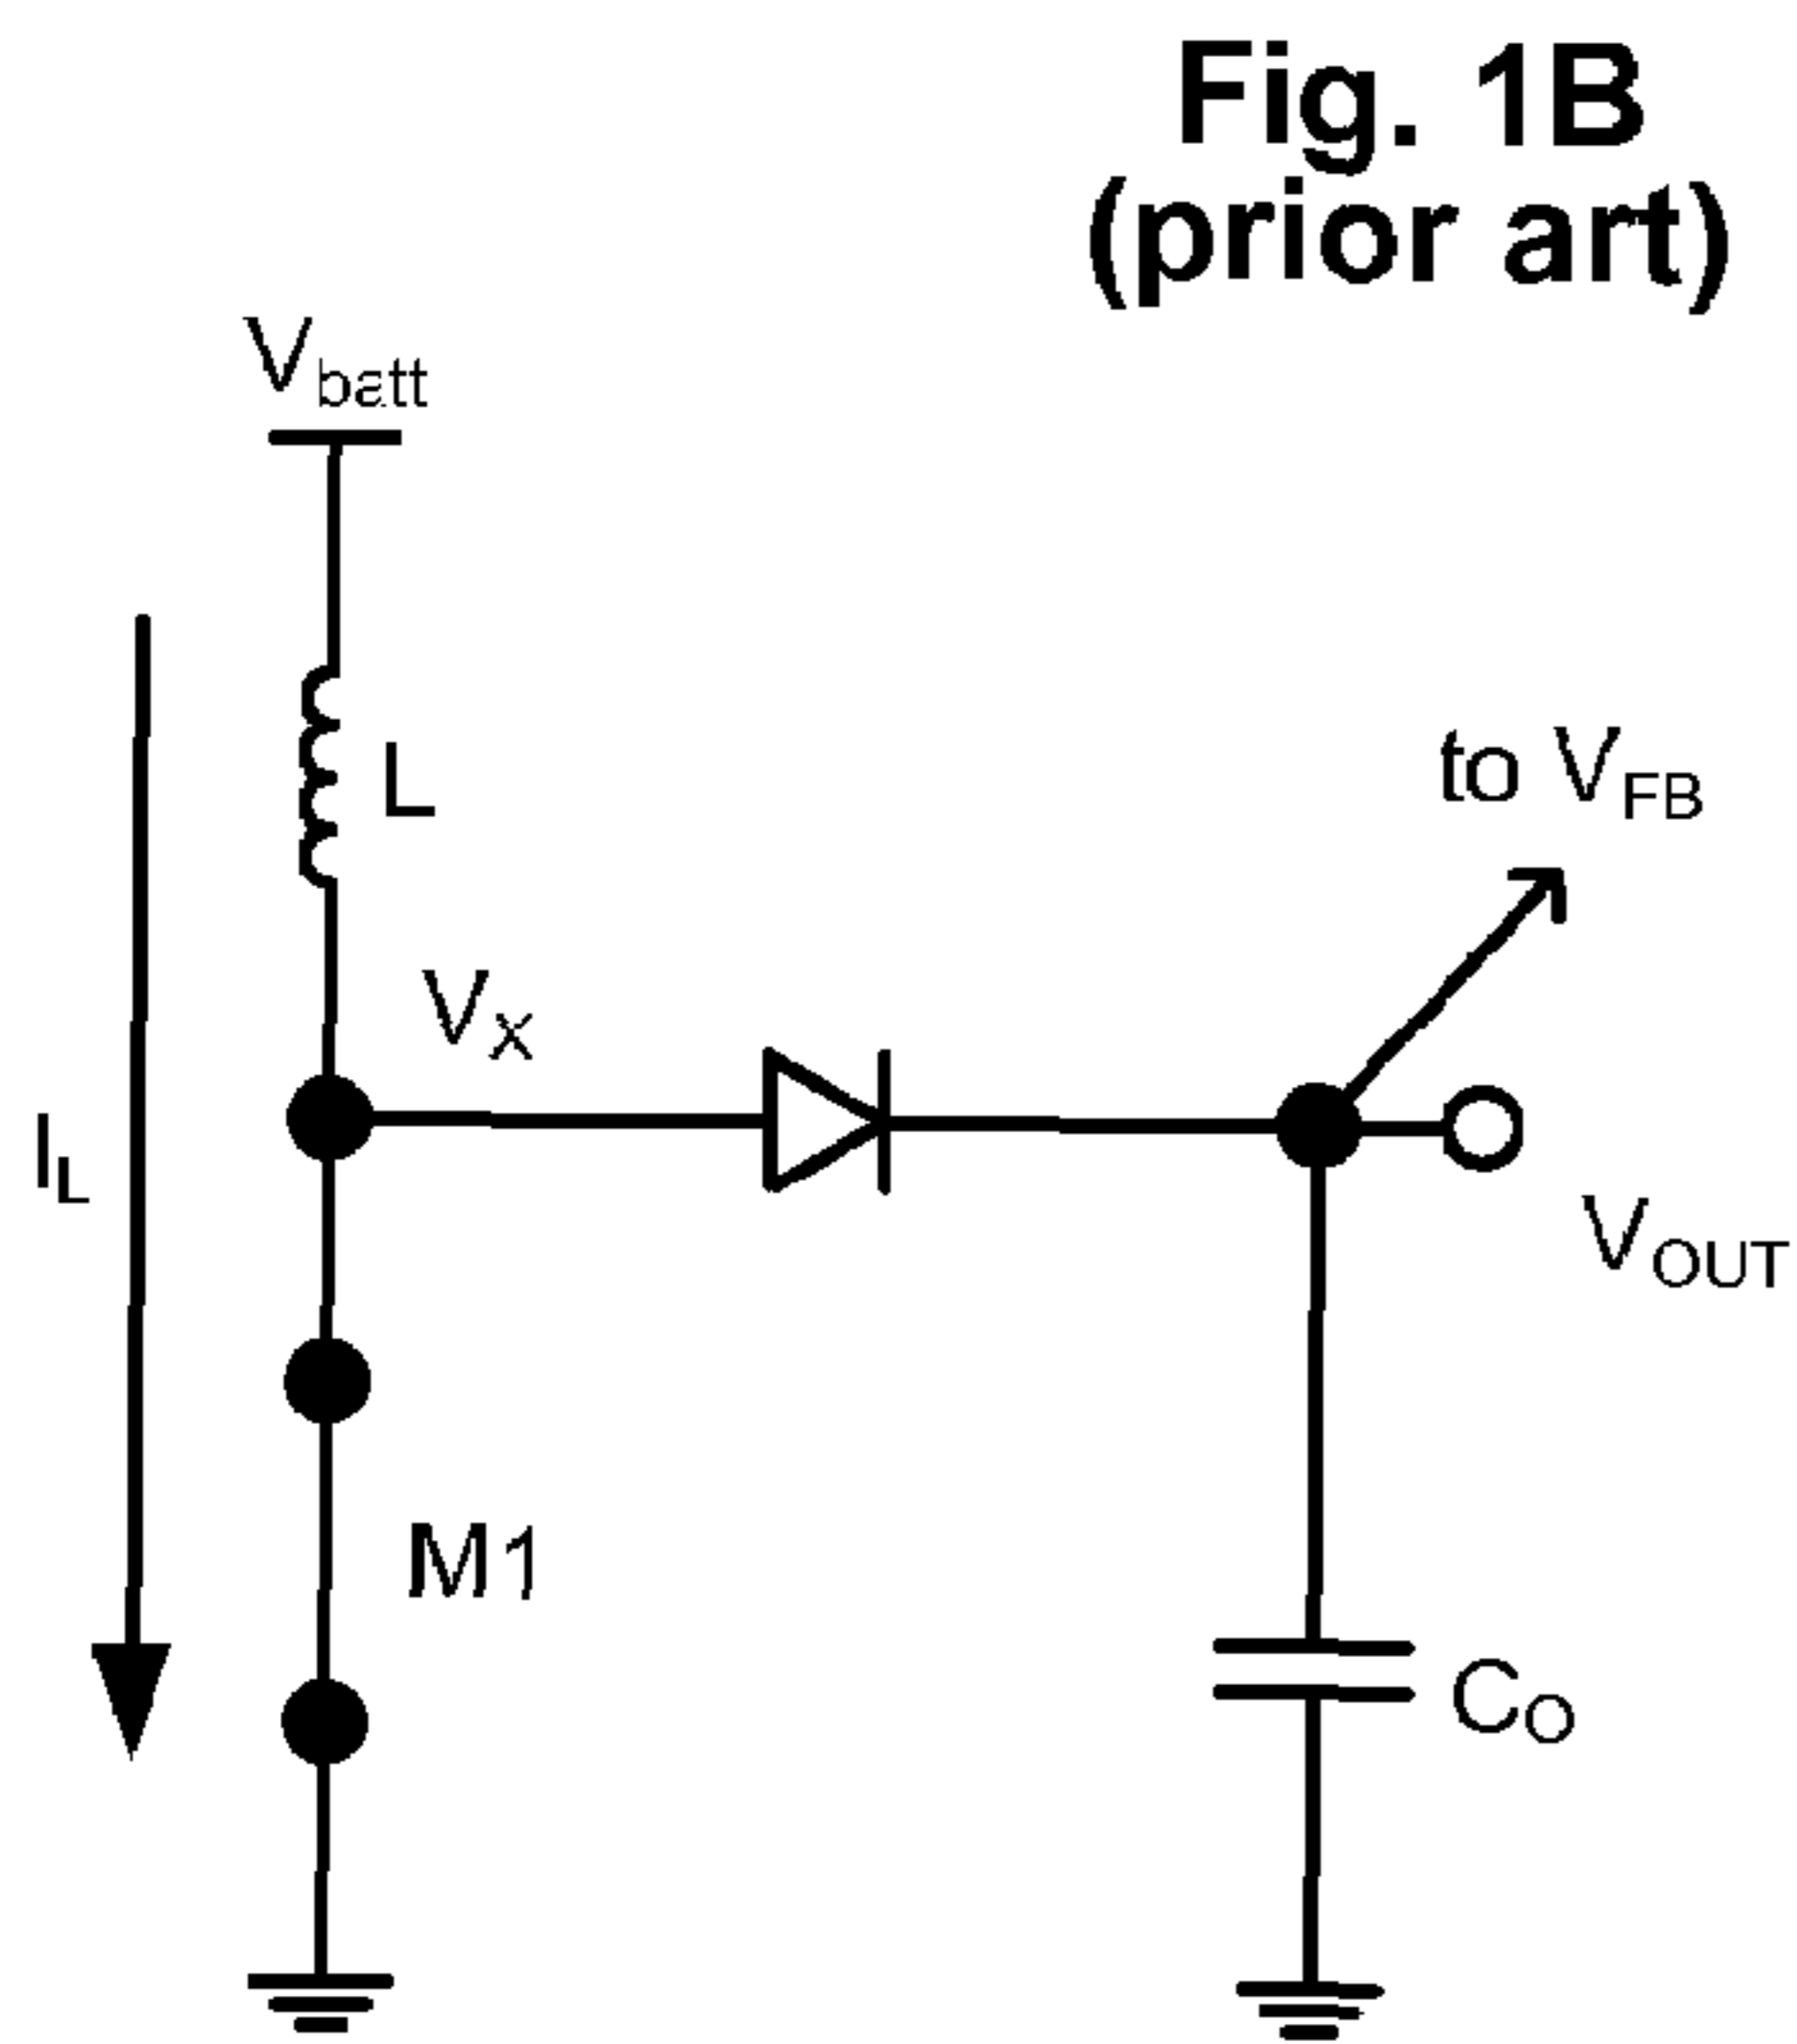 Fig. 1B
(prior art)
Vbatt
L
to VFB
VX
IL
VOUT
M1
CO